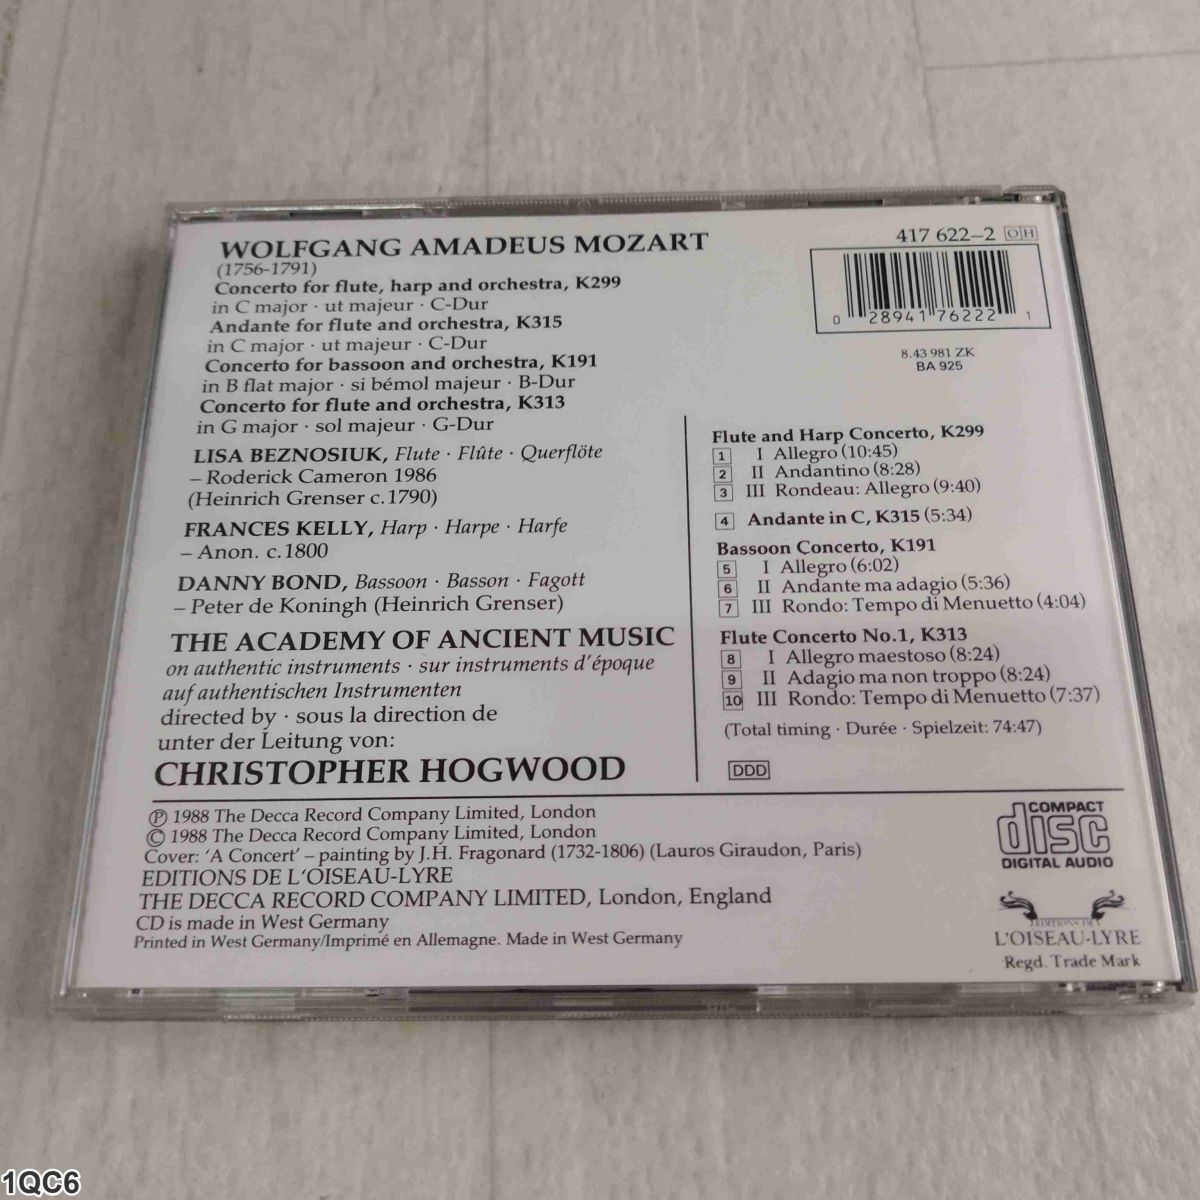 WOLFGANG AMADEUS MOZART
(1756-1791)
Concerto for flute, harp and orchestra, K299
in C major · ut majeur · C-Dur
Andante for flute and orchestra, K315
in C major · ut majeur · C-Dur
Concerto for bassoon and orchestra, K191
in B flat major · si bémol majeur · B-Dur
Concerto for flute and orchestra, K313
in G major · sol majeur · G-Dur
LISA BEZNOSIUK, Flute · Flûte · Querflöte
– Roderick Cameron 1986
(Heinrich Grenser c.1790)
FRANCES KELLY, Harp · Harpe · Harfe
– Anon. c.1800
DANNY BOND, Bassoon · Basson · Fagott
– Peter de Koningh (Heinrich Grenser)
THE ACADEMY OF ANCIENT MUSIC
on authentic instruments · sur instruments d'époque
auf authentischen Instrumenten
directed by · sous la direction de
unter der Leitung von:
CHRISTOPHER HOGWOOD
417 622-2 OH
0 28941 76222 1
8.43 981 ZK
BA 925
Flute and Harp Concerto, K299
1 I Allegro (10:45)
2 II Andantino (8:28)
3 III Rondeau: Allegro (9:40)
4 Andante in C, K315 (5:34)
Bassoon Concerto, K191
5 I Allegro (6:02)
6 II Andante ma adagio (5:36)
7 III Rondo: Tempo di Menuetto (4:04)
Flute Concerto No.1, K313
8 I Allegro maestoso (8:24)
9 II Adagio ma non troppo (8:24)
10 III Rondo: Tempo di Menuetto (7:37)
(Total timing · Durée · Spielzeit: 74:47)
DDD
Ⓟ 1988 The Decca Record Company Limited, London
© 1988 The Decca Record Company Limited, London
Cover: 'A Concert' – painting by J.H. Fragonard (1732-1806) (Lauros Giraudon, Paris)
EDITIONS DE L'OISEAU-LYRE
THE DECCA RECORD COMPANY LIMITED, London, England
CD is made in West Germany
Printed in West Germany/Imprimé en Allemagne. Made in West Germany
COMPACT
disc
DIGITAL AUDIO
EDITIONS DE
L'OISEAU-LYRE
Regd. Trade Mark
1QC6